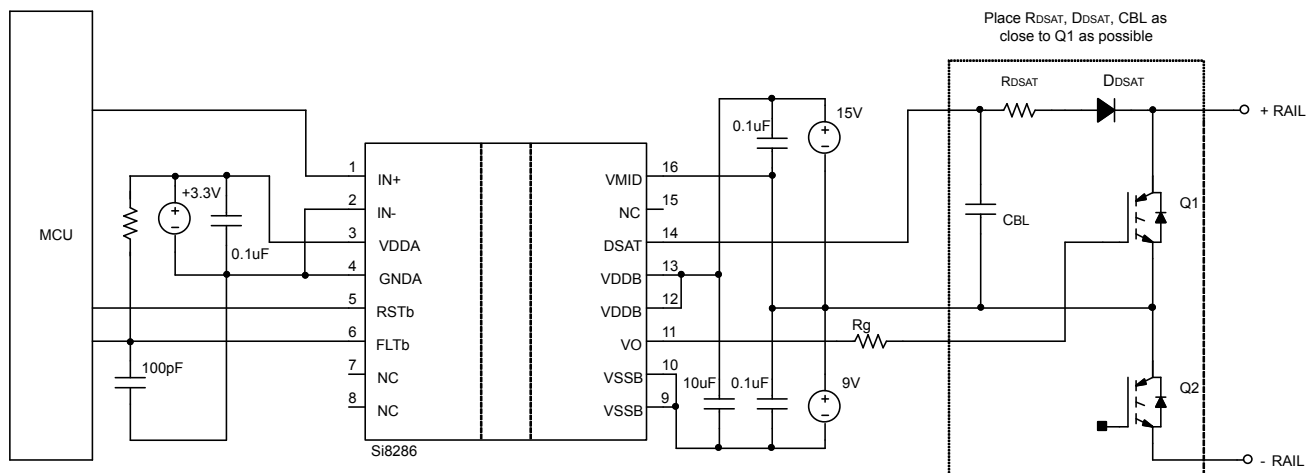 Place RDSAT, DDSAT, CBL as
close to Q1 as possible
MCU
+3.3V
0.1uF
100pF
1
2
3
4
5
6
7
8
IN+
IN-
VDDA
GNDA
RSTb
FLTb
NC
NC
Si8286
VMID
NC
DSAT
VDDB
VDDB
VO
VSSB
VSSB
16
15
14
13
12
11
10
9
0.1uF
15V
10uF
0.1uF
9V
Rg
RDSAT
DDSAT
CBL
Q1
Q2
+ RAIL
- RAIL